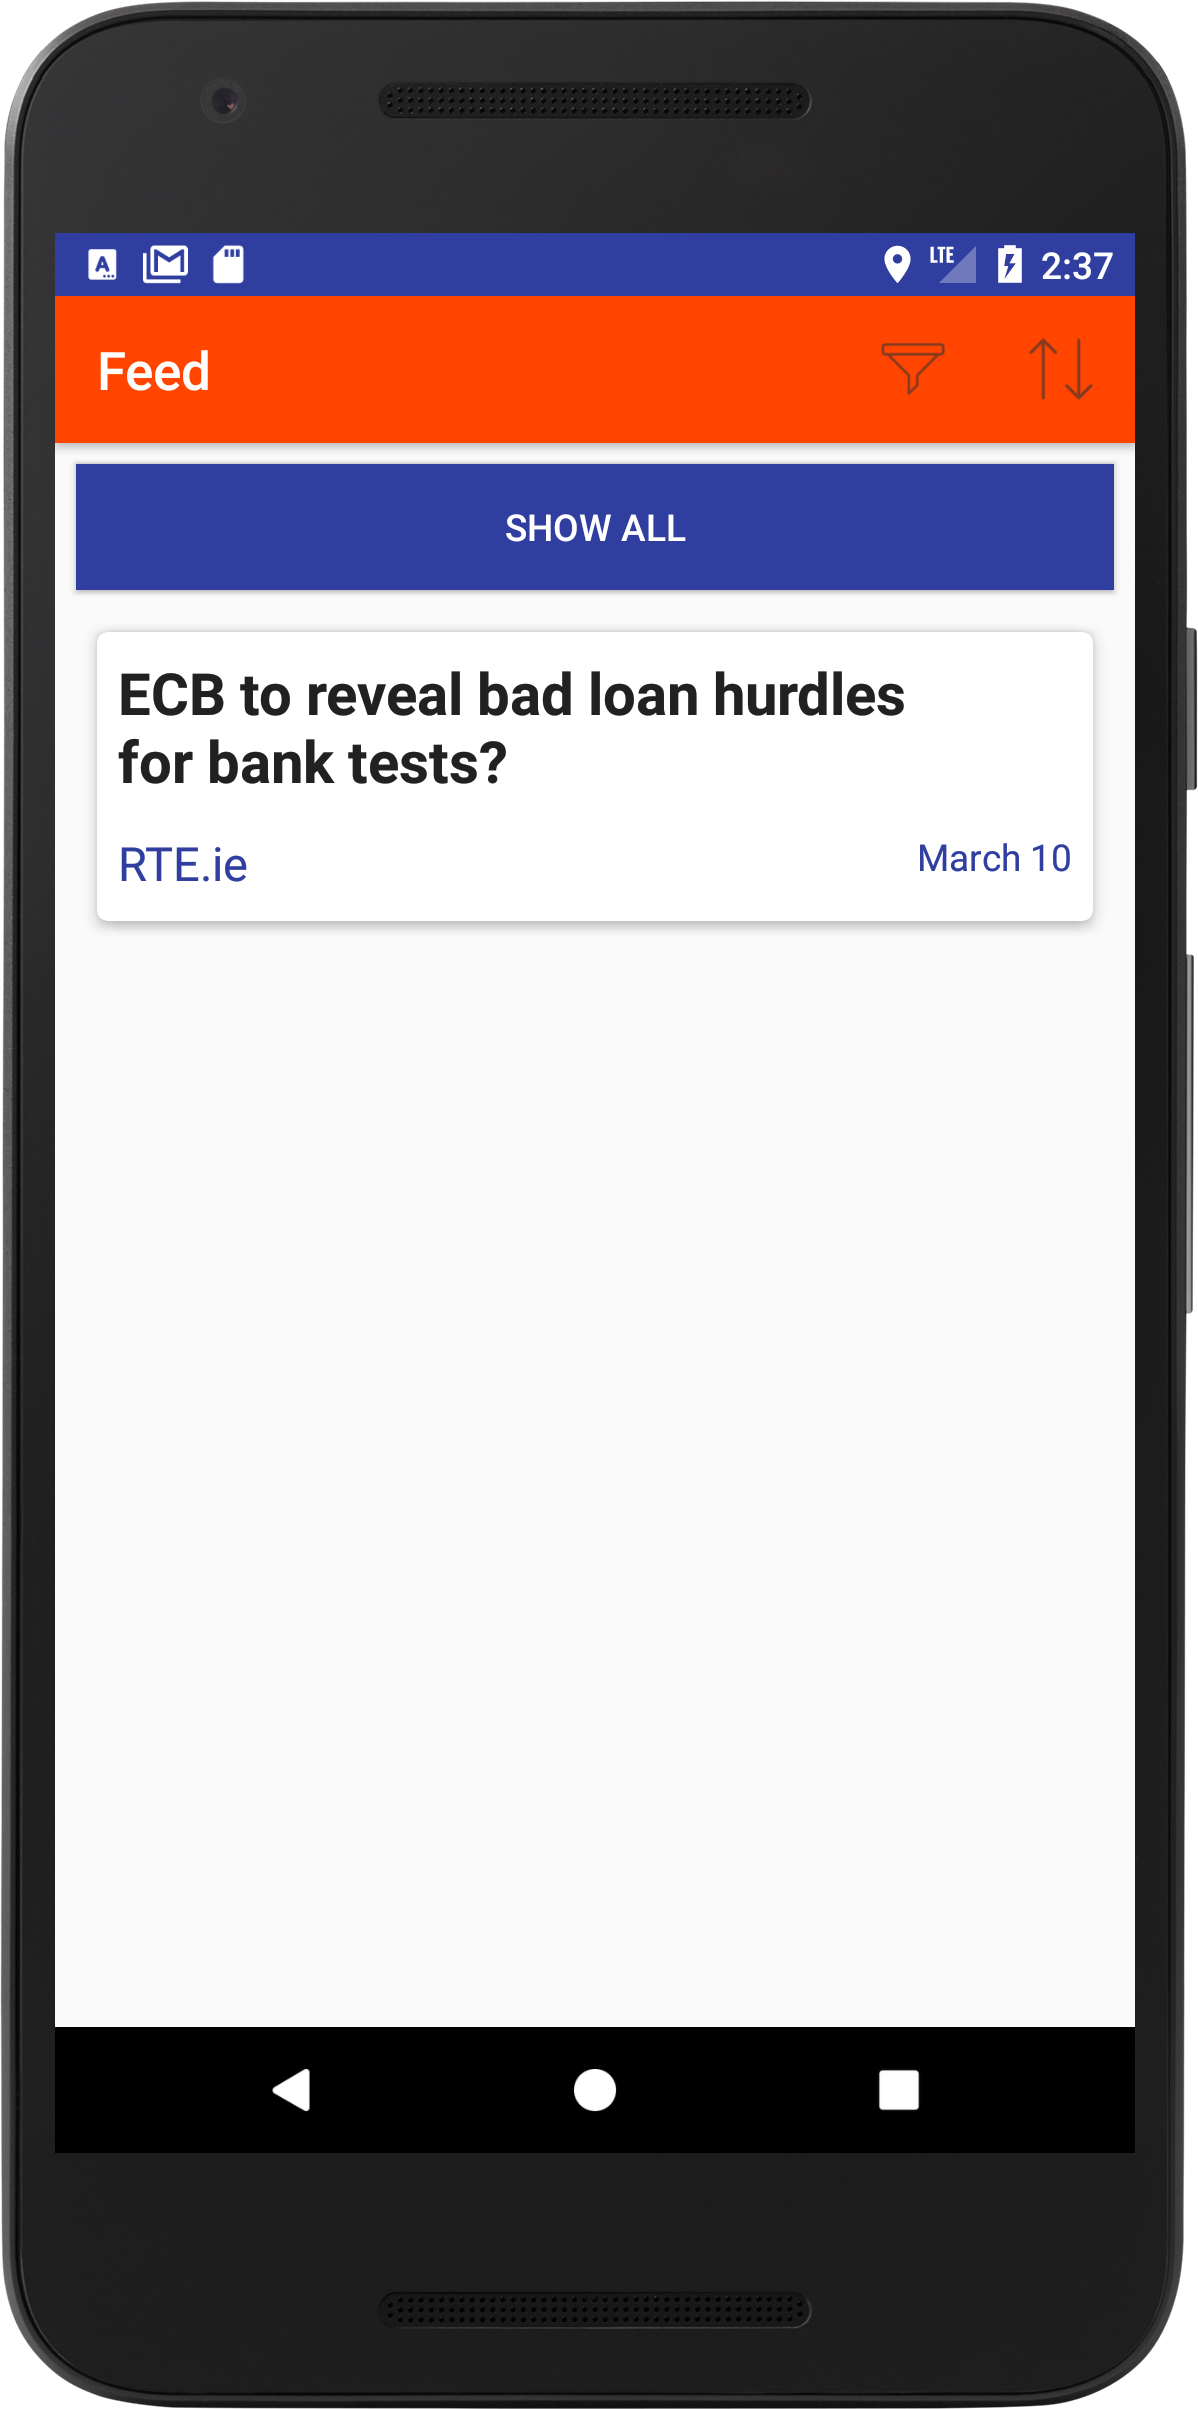 A
LTE
2:37
Feed
SHOW ALL
ECB to reveal bad loan hurdles
for bank tests?
RTE.ie
March 10